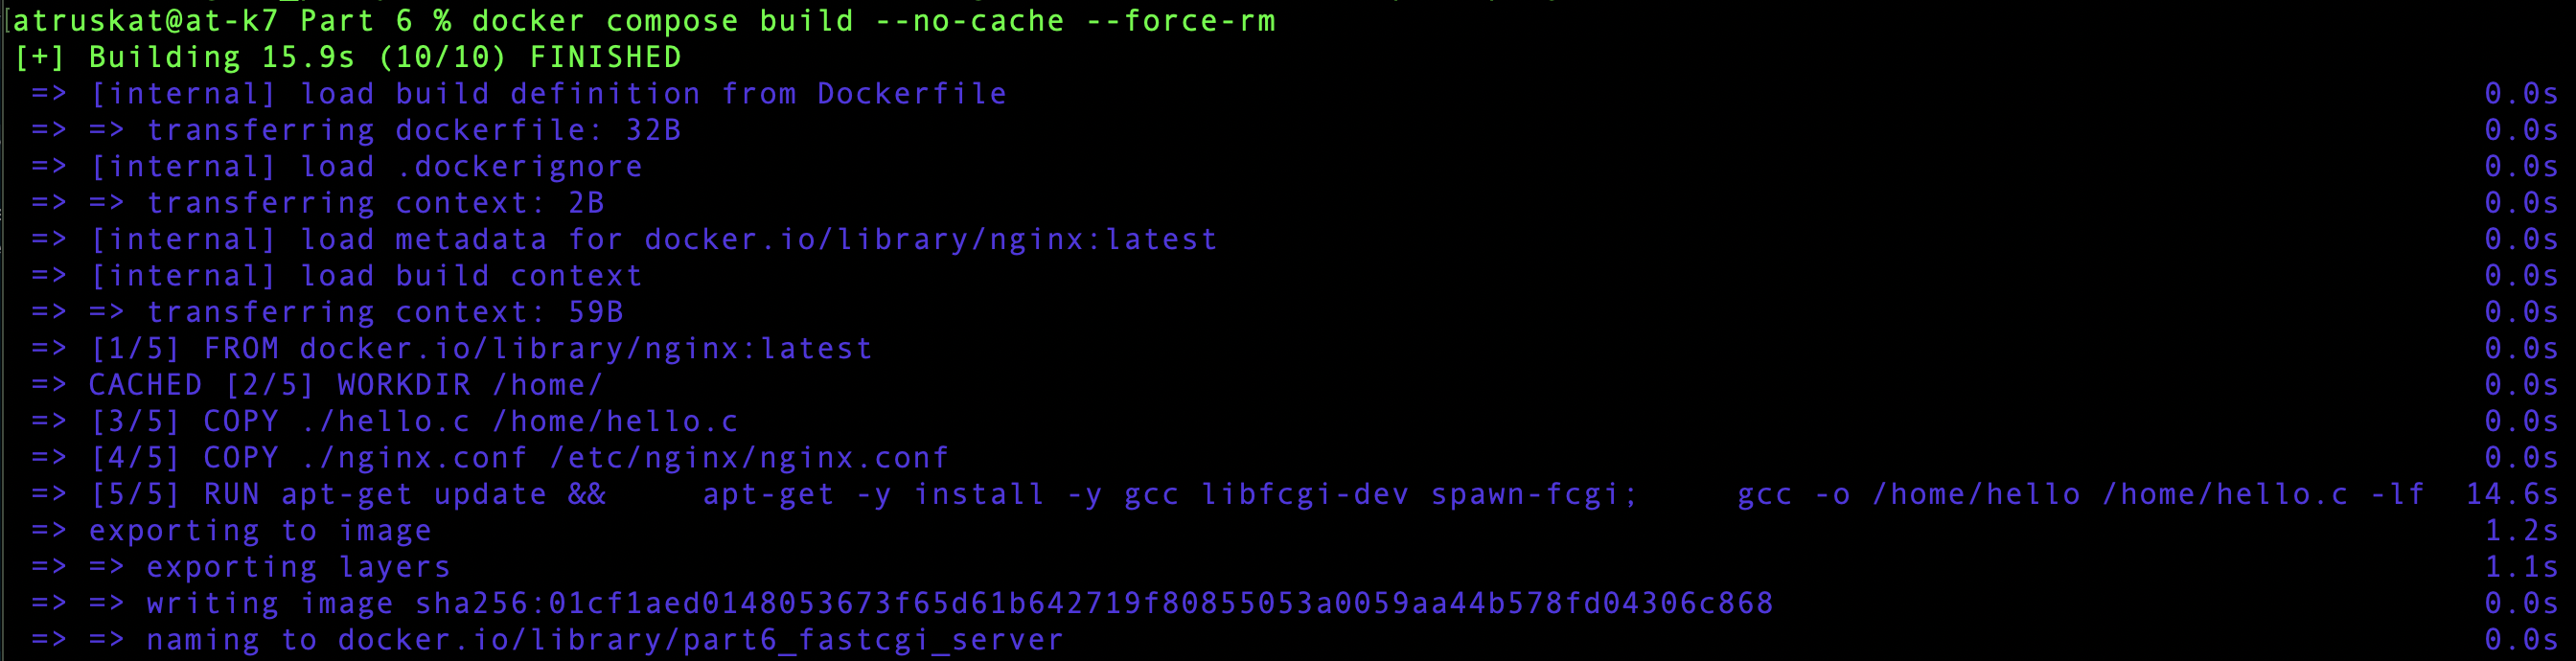 [atruskat@at-k7 Part 6 % docker compose build --no-cache --force-rm
[+] Building 15.9s (10/10) FINISHED
=> [internal] load build definition from Dockerfile 0.0s
=> => transferring dockerfile: 32B 0.0s
=> [internal] load .dockerignore 0.0s
=> => transferring context: 2B 0.0s
=> [internal] load metadata for docker.io/library/nginx:latest 0.0s
=> [internal] load build context 0.0s
=> => transferring context: 59B 0.0s
=> [1/5] FROM docker.io/library/nginx:latest 0.0s
=> CACHED [2/5] WORKDIR /home/ 0.0s
=> [3/5] COPY ./hello.c /home/hello.c 0.0s
=> [4/5] COPY ./nginx.conf /etc/nginx/nginx.conf 0.0s
=> [5/5] RUN apt-get update &&     apt-get -y install -y gcc libfcgi-dev spawn-fcgi;     gcc -o /home/hello /home/hello.c -lf 14.6s
=> exporting to image 1.2s
=> => exporting layers 1.1s
=> => writing image sha256:01cf1aed0148053673f65d61b642719f80855053a0059aa44b578fd04306c868 0.0s
=> => naming to docker.io/library/part6_fastcgi_server 0.0s